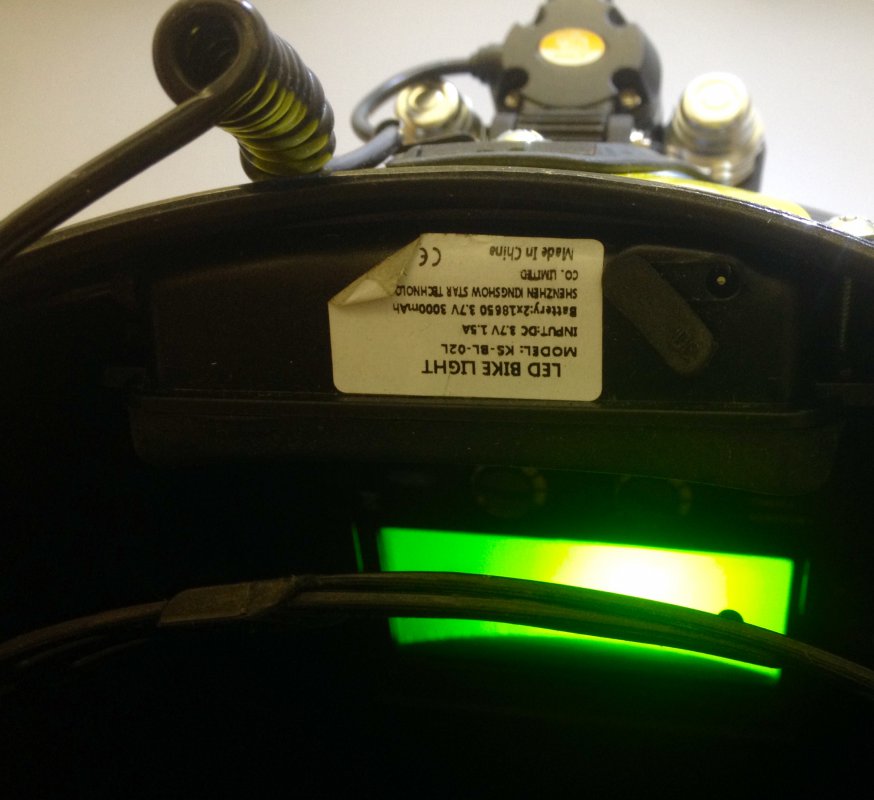 LED BIKE LIGHT
MODEL: KS-BL-02L
INPUT:DC 3.7V 1.5A
Battery:2x18650 3.7V 3000mAh
SHENZHEN KINGSHOW STAR TECHNOLO
CO. LIMITED
Made In China CE